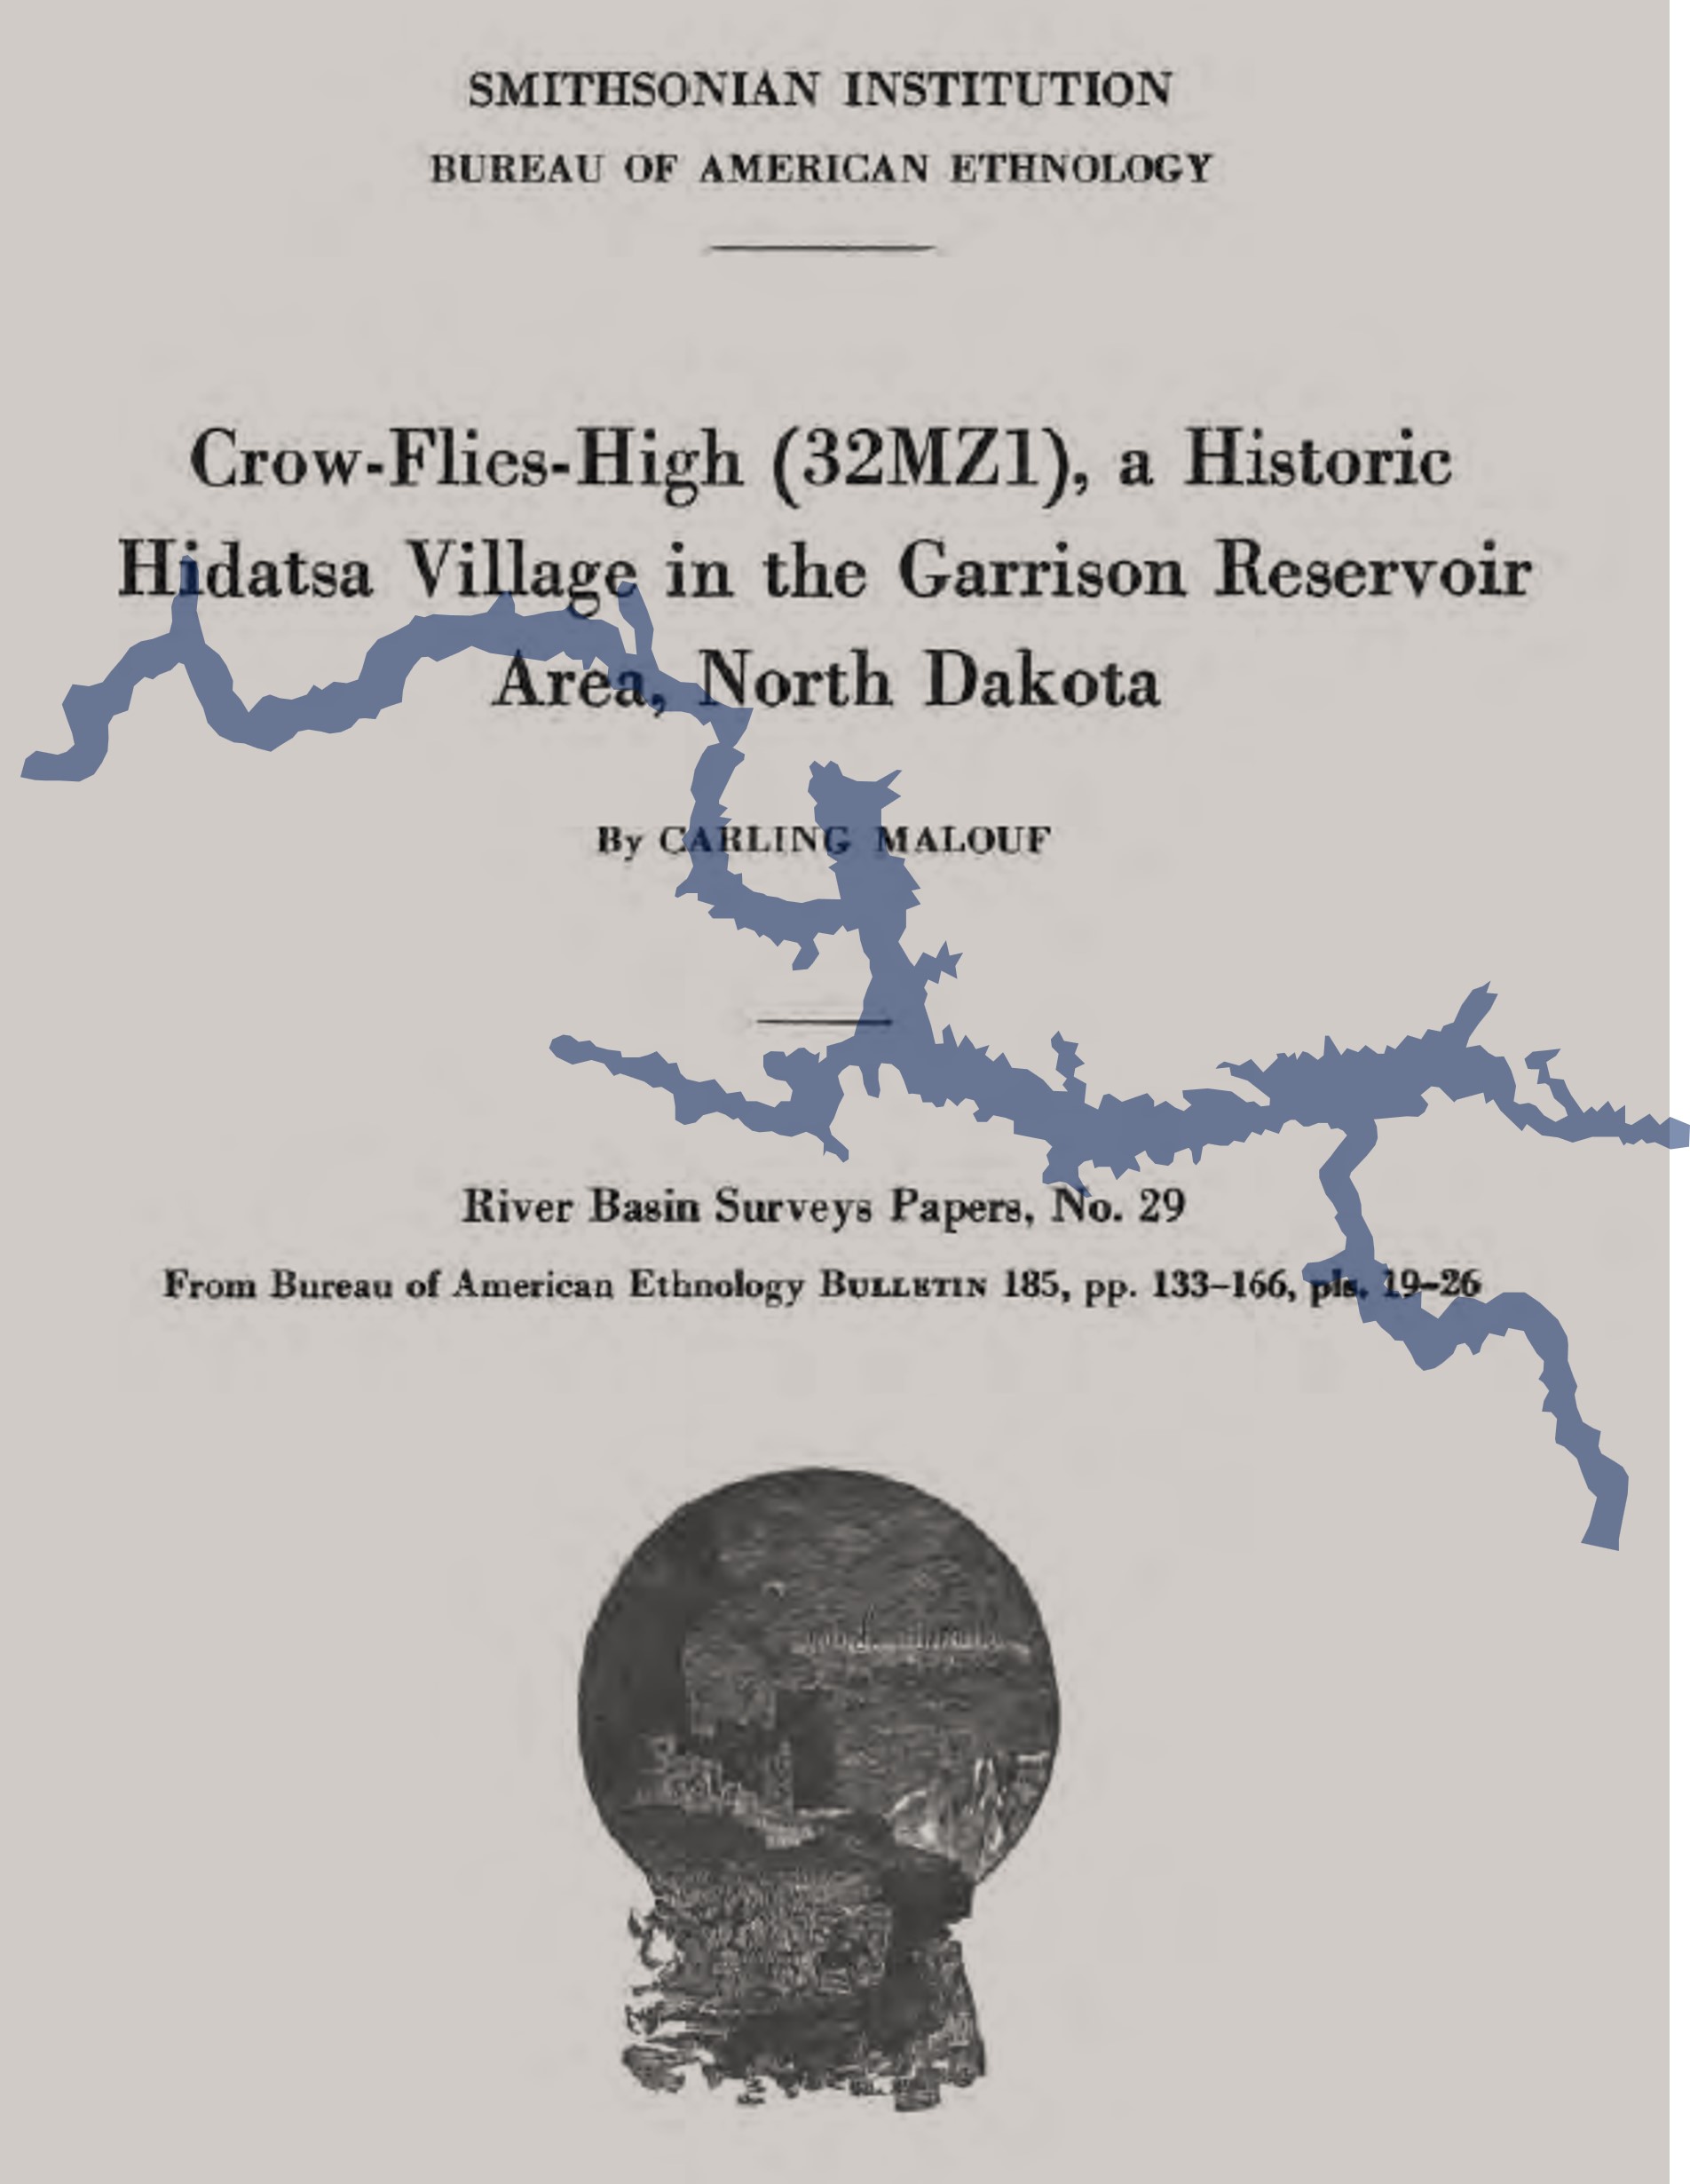 SMITHSONIAN INSTITUTION
BUREAU OF AMERICAN ETHNOLOGY
Crow-Flies-High (32MZ1), a Historic
Hidatsa Village in the Garrison Reservoir
Area, North Dakota
By CARLING MALOUF
River Basin Surveys Papers, No. 29
From Bureau of American Ethnology BULLETIN 185, pp. 133–166, pls. 19–26